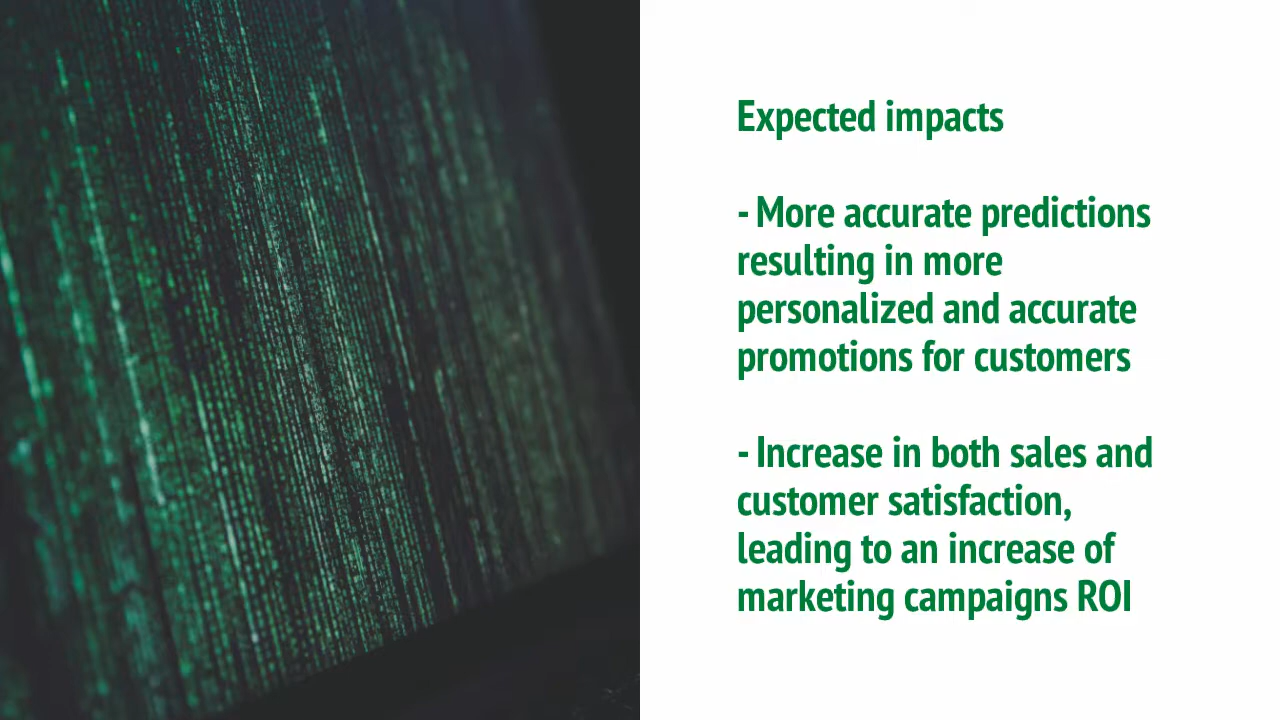 Expected impacts
- More accurate predictions
resulting in more
personalized and accurate
promotions for customers
- Increase in both sales and
customer satisfaction,
leading to an increase of
marketing campaigns ROI